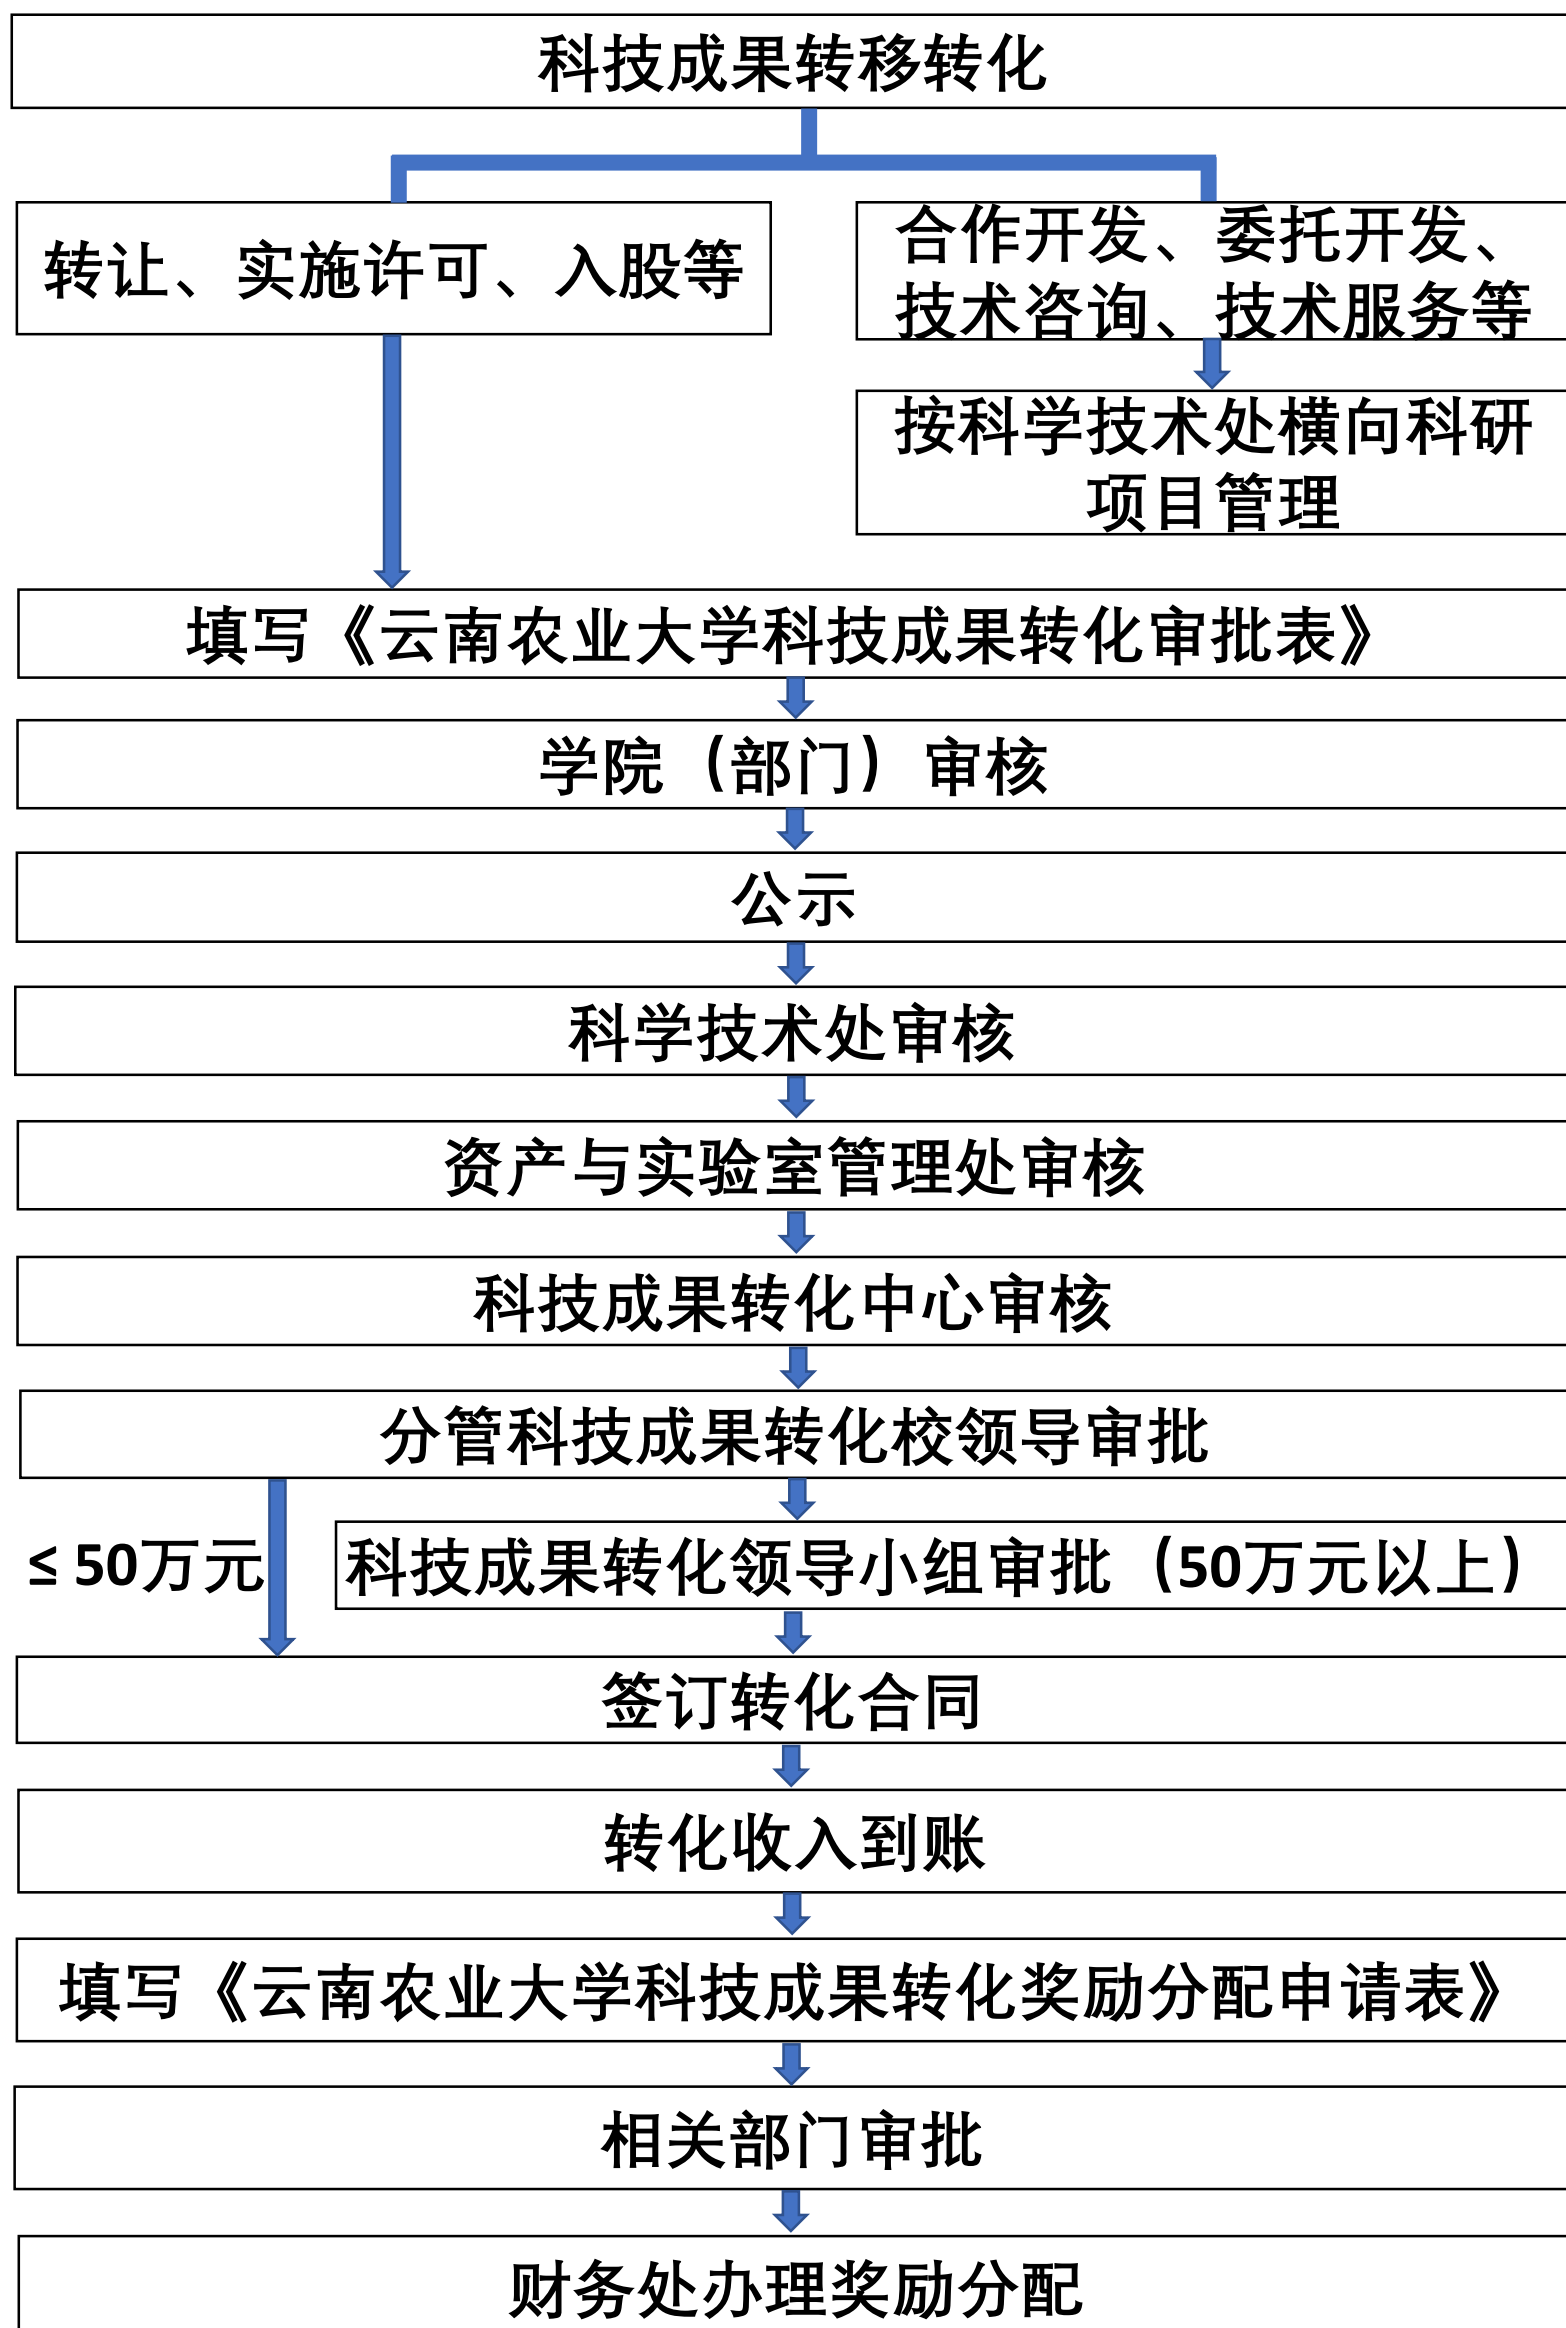 科技成果转移转化
转让、实施许可、入股等
合作开发、委托开发、
技术咨询、技术服务等
按科学技术处横向科研
项目管理
填写《云南农业大学科技成果转化审批表》
学院（部门）审核
公示
科学技术处审核
资产与实验室管理处审核
科技成果转化中心审核
分管科技成果转化校领导审批
≤ 50万元
科技成果转化领导小组审批（50万元以上）
签订转化合同
转化收入到账
填写《云南农业大学科技成果转化奖励分配申请表》
相关部门审批
财务处办理奖励分配